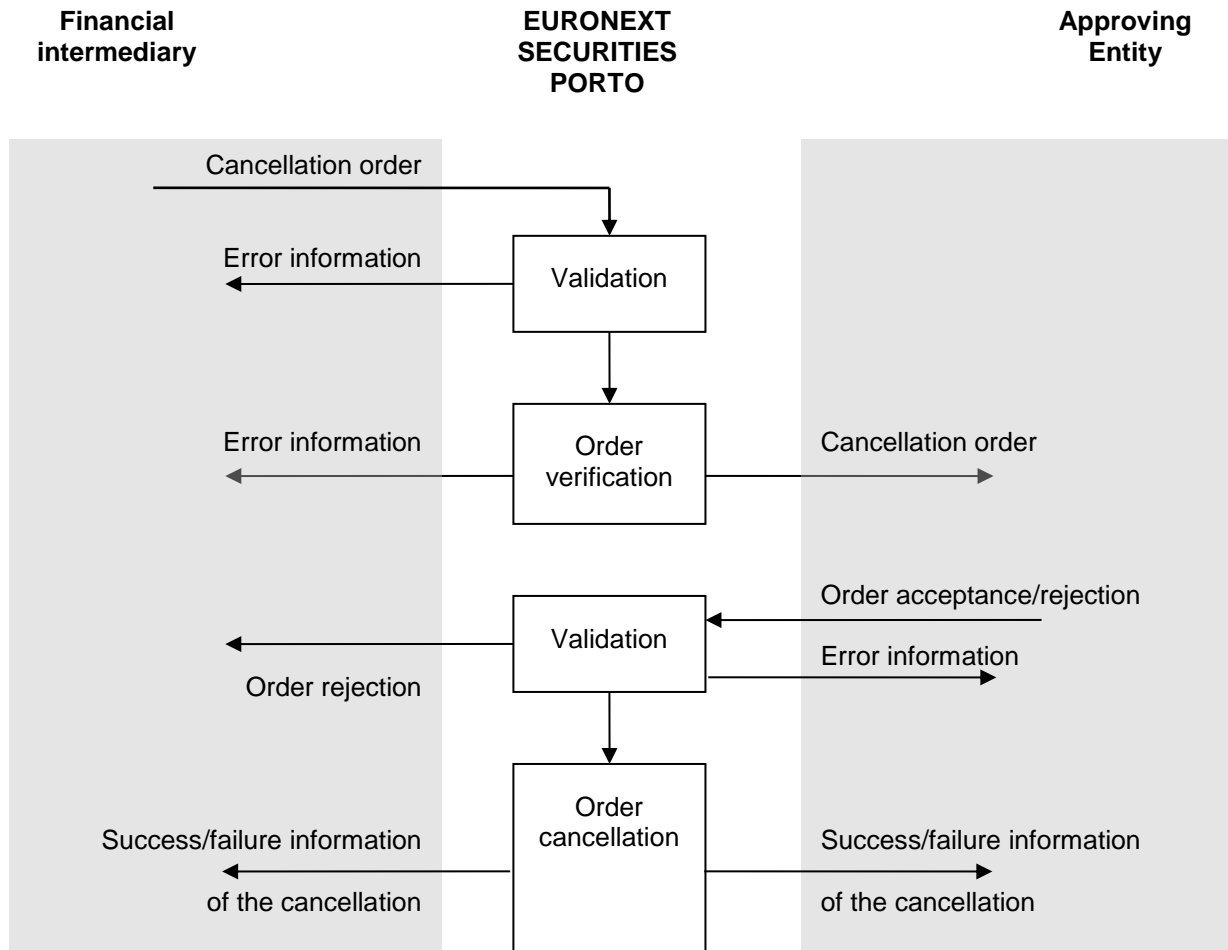 Financial
intermediary
EURONEXT
SECURITIES
PORTO
Approving
Entity
Cancellation order
Error information
Validation
Error information
Order
verification
Cancellation order
Order acceptance/rejection
Validation
Error information
Order rejection
Order
cancellation
Success/failure information
of the cancellation
Success/failure information
of the cancellation